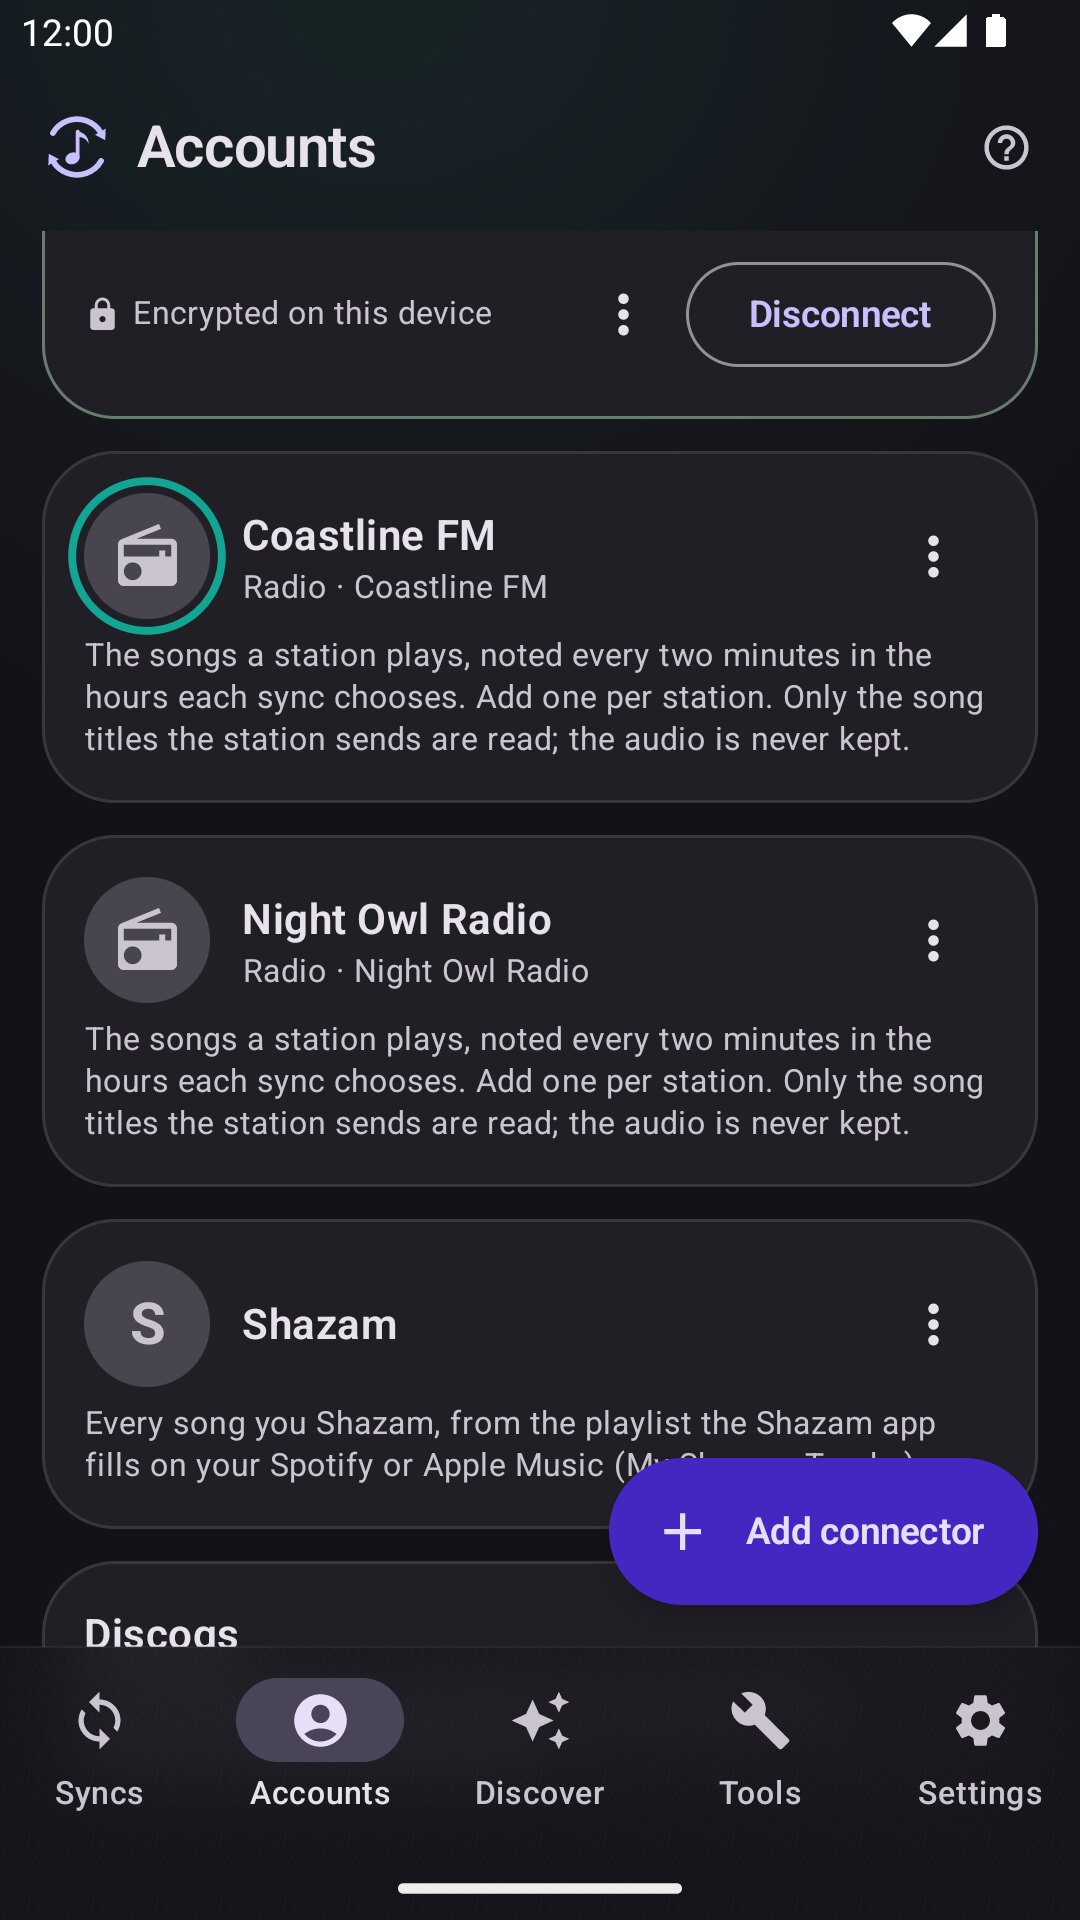 12:00
Accounts
Encrypted on this device
Disconnect
Coastline FM
Radio · Coastline FM
The songs a station plays, noted every two minutes in the
hours each sync chooses. Add one per station. Only the song
titles the station sends are read; the audio is never kept.
Night Owl Radio
Radio · Night Owl Radio
The songs a station plays, noted every two minutes in the
hours each sync chooses. Add one per station. Only the song
titles the station sends are read; the audio is never kept.
S
Shazam
Every song you Shazam, from the playlist the Shazam app
fills on your Spotify or Apple Music (My
Add connector
Discogs
Syncs
Accounts
Discover
Tools
Settings